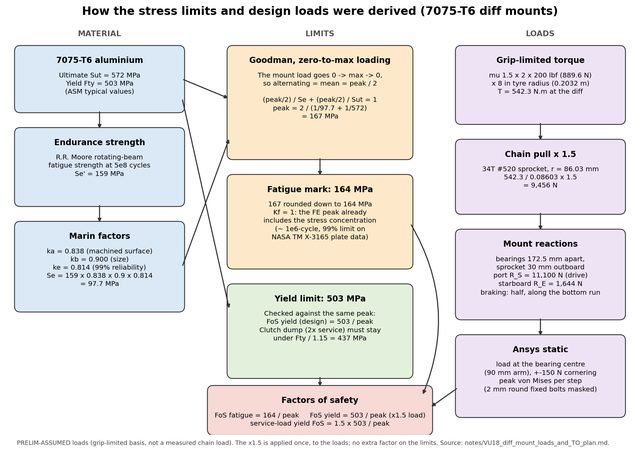 How the stress limits and design loads were derived (7075-T6 diff mounts)
MATERIAL
7075-T6 aluminium
Ultimate Sut = 572 MPa
Yield Fty = 503 MPa
(ASM typical values)
Endurance strength
R.R. Moore rotating-beam
fatigue strength at 5e8 cycles
Se' = 159 MPa
Marin factors
ka = 0.838 (machined surface)
kb = 0.900 (size)
ke = 0.814 (99% reliability)
Se = 159 x 0.838 x 0.9 x 0.814
= 97.7 MPa
LIMITS
Goodman, zero-to-max loading
The mount load goes 0 -> max -> 0,
so alternating = mean = peak / 2
(peak/2) / Se + (peak/2) / Sut = 1
peak = 2 / (1/97.7 + 1/572)
= 167 MPa
Fatigue mark: 164 MPa
167 rounded down to 164 MPa
Kf = 1: the FE peak already
includes the stress concentration
(~ 1e6-cycle, 99% limit on
NASA TM X-3165 plate data)
Yield limit: 503 MPa
Checked against the same peak:
FoS yield (design) = 503 / peak
Clutch dump (2x service) must stay
under Fty / 1.15 = 437 MPa
LOADS
Grip-limited torque
mu 1.5 x 2 x 200 lbf (889.6 N)
x 8 in tyre radius (0.2032 m)
T = 542.3 N.m at the diff
Chain pull x 1.5
34T #520 sprocket, r = 86.03 mm
542.3 / 0.08603 x 1.5
= 9,456 N
Mount reactions
bearings 172.5 mm apart,
sprocket 30 mm outboard
port R_S = 11,100 N (drive)
starboard R_E = 1,644 N
braking: half, along the bottom run
Ansys static
load at the bearing centre
(90 mm arm), +-150 N cornering
peak von Mises per step
(2 mm round fixed bolts masked)
Factors of safety
FoS fatigue = 164 / peak FoS yield = 503 / peak (x1.5 load)
service-load yield FoS = 1.5 x 503 / peak
PRELIM-ASSUMED loads (grip-limited basis, not a measured chain load). The x1.5 is applied once, to the loads; no extra factor on the limits. Source: notes/VU18_diff_mount_loads_and_TO_plan.md.